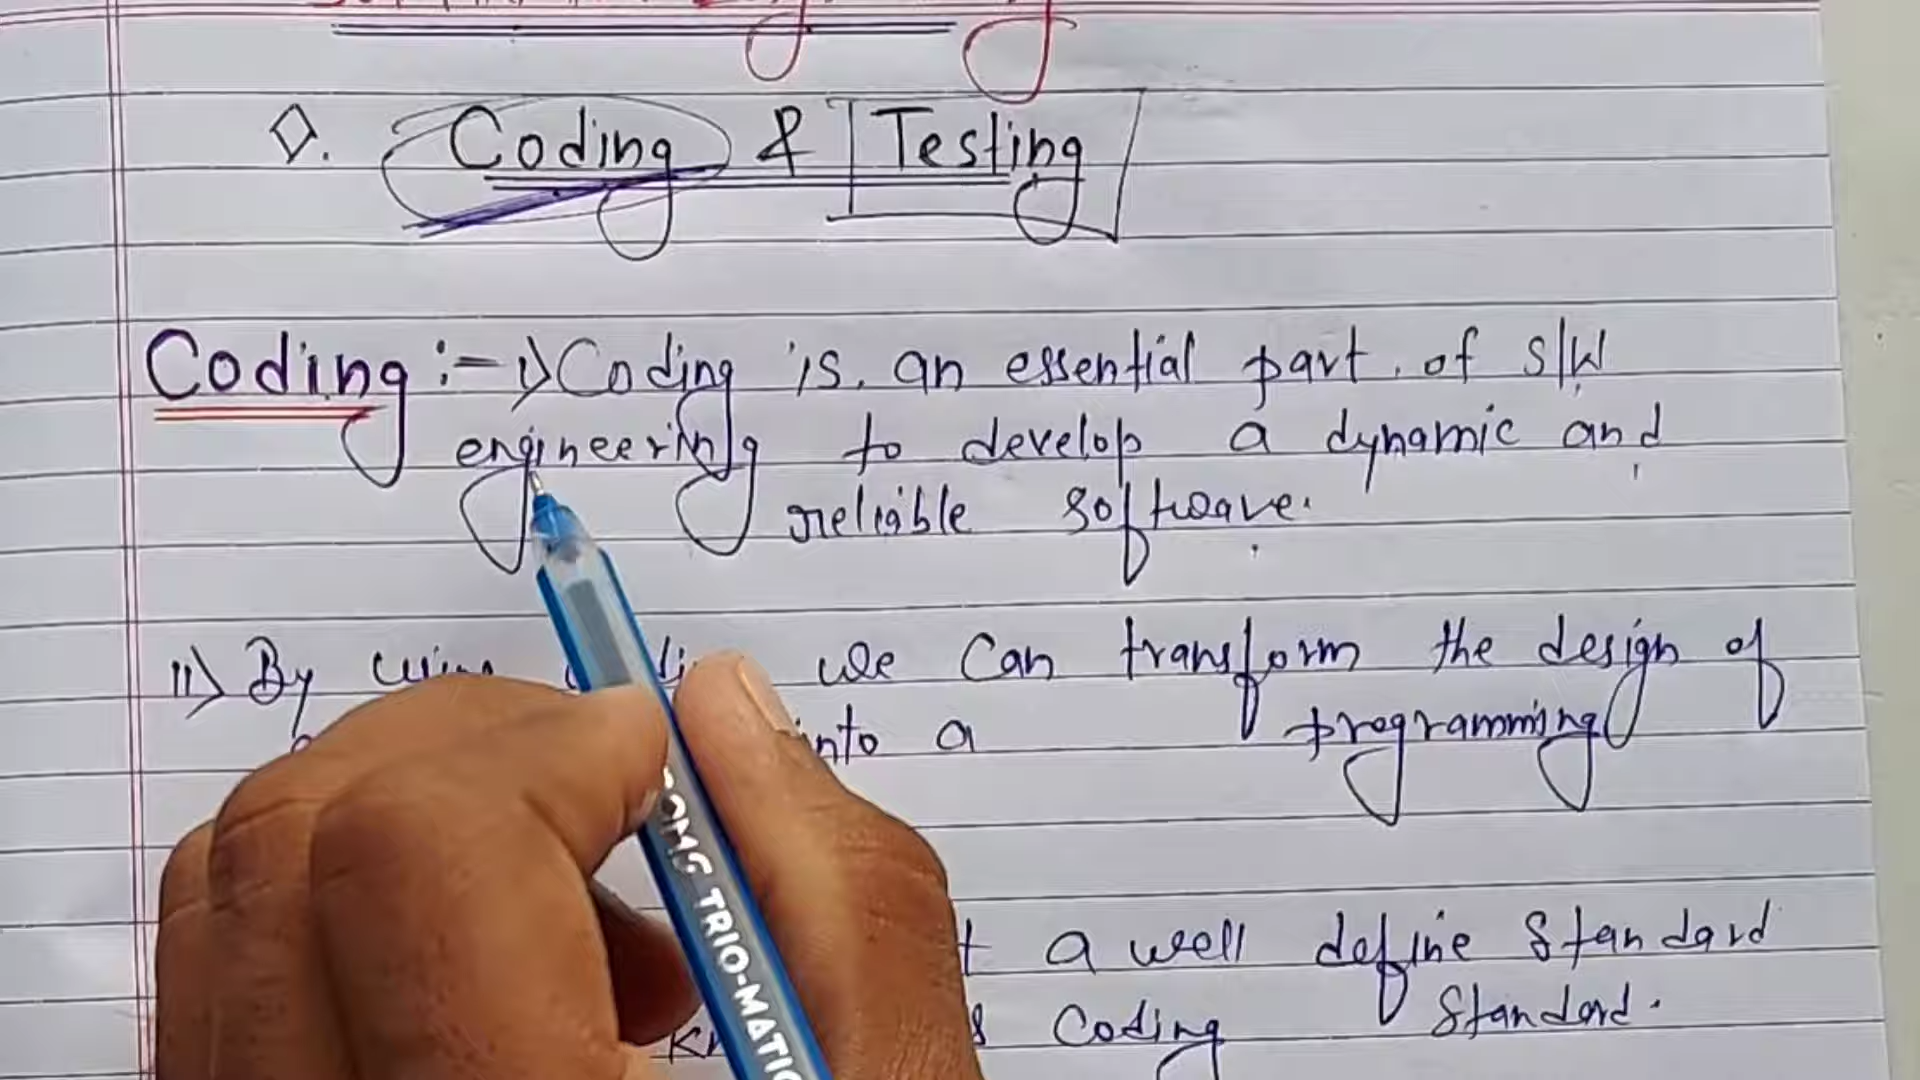 ◇. Coding & Testing
Coding :- i) Coding is an essential part of S/W
engineering to develop a dynamic and
reliable software.
ii) By we can transform the design of
into a programming
a well define Standard
Coding Standard.
DOMS TRIO-MATIC